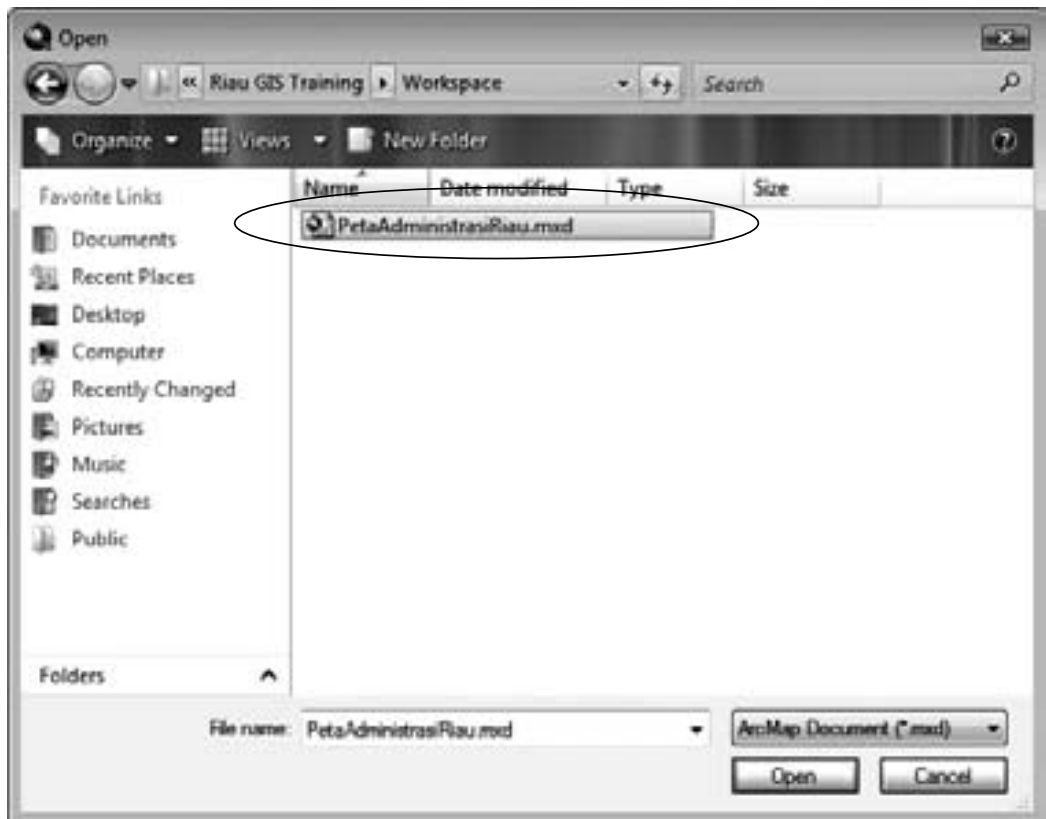 Open
« Riau GIS Training Workspace Search
Organize Views New Folder ?
Favorite Links
Name Date modified Type Size
PetaAdministrasiRiau.mxd
Documents
Recent Places
Desktop
Computer
Recently Changed
Pictures
Music
Searches
Public
Folders
File name: PetaAdministrasiRiau.mxd ArcMap Document (*.mxd)
Open Cancel